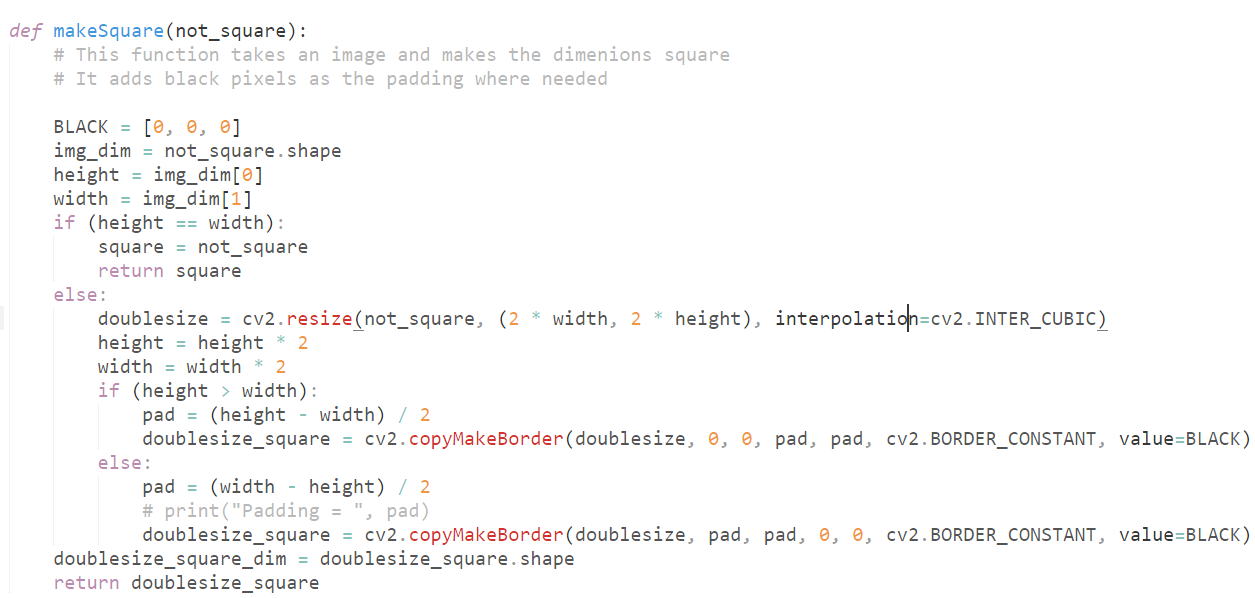 def makeSquare(not_square):
    # This function takes an image and makes the dimenions square
    # It adds black pixels as the padding where needed

    BLACK = [0, 0, 0]
    img_dim = not_square.shape
    height = img_dim[0]
    width = img_dim[1]
    if (height == width):
        square = not_square
        return square
    else:
        doublesize = cv2.resize(not_square, (2 * width, 2 * height), interpolation=cv2.INTER_CUBIC)
        height = height * 2
        width = width * 2
        if (height > width):
            pad = (height - width) / 2
            doublesize_square = cv2.copyMakeBorder(doublesize, 0, 0, pad, pad, cv2.BORDER_CONSTANT, value=BLACK)
        else:
            pad = (width - height) / 2
            # print("Padding = ", pad)
            doublesize_square = cv2.copyMakeBorder(doublesize, pad, pad, 0, 0, cv2.BORDER_CONSTANT, value=BLACK)
    doublesize_square_dim = doublesize_square.shape
    return doublesize_square